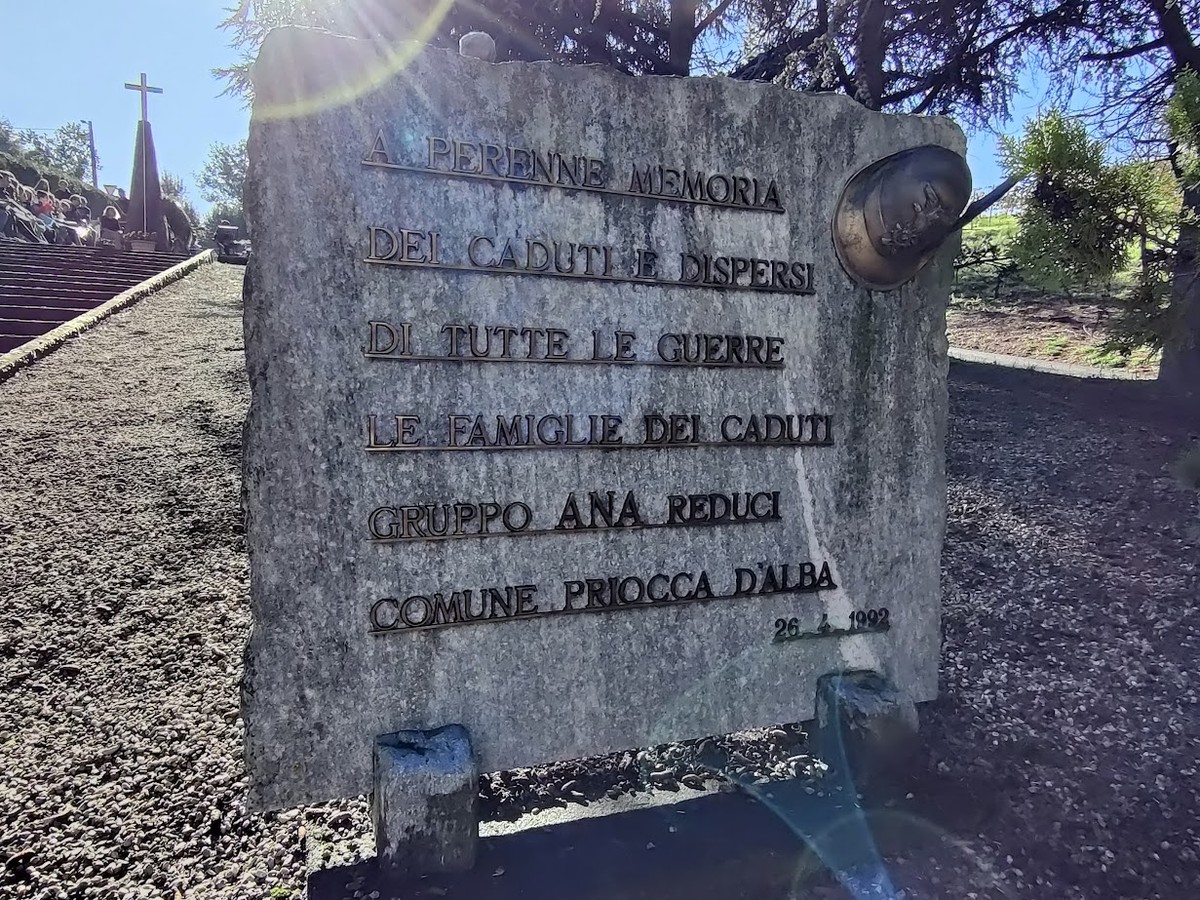 A PERENNE MEMORIA
DEI CADUTI E DISPERSI
DI TUTTE LE GUERRE
LE FAMIGLIE DEI CADUTI
GRUPPO ANA REDUCI
COMUNE PRIOCCA D'ALBA
26 4 1992